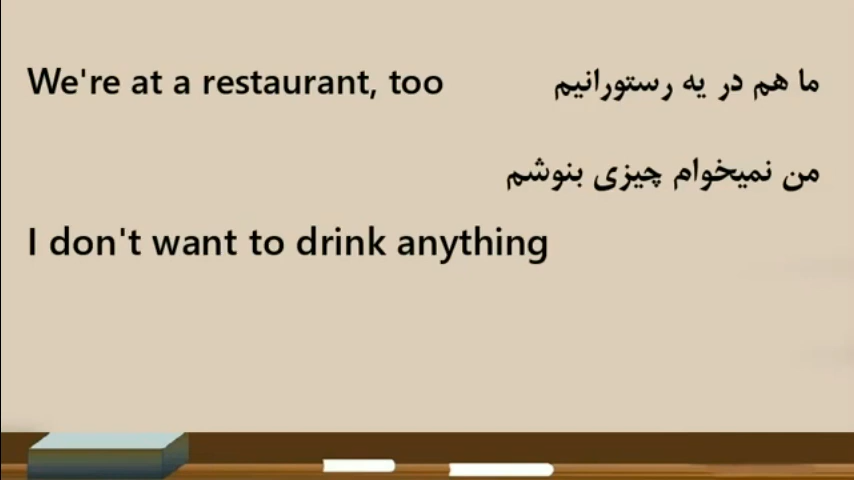 We're at a restaurant, too
ما هم در یه رستورانیم
من نمیخوام چیزی بنوشم
I don't want to drink anything